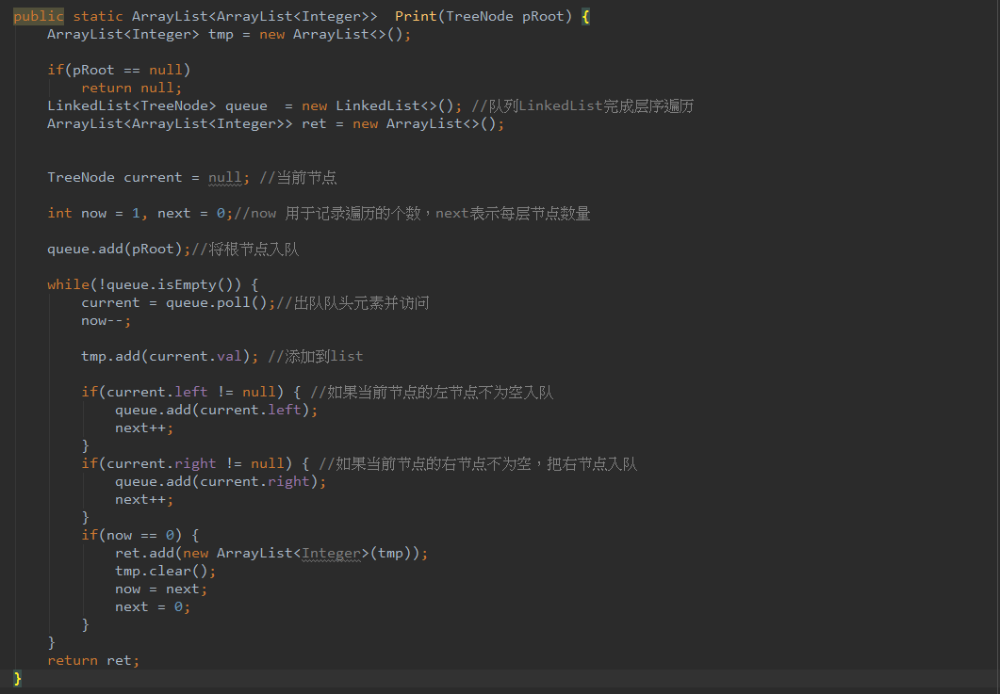 public static ArrayList<ArrayList<Integer>>  Print(TreeNode pRoot) {
    ArrayList<Integer> tmp = new ArrayList<>();
    if(pRoot == null)
        return null;
    LinkedList<TreeNode> queue  = new LinkedList<>(); //队列LinkedList完成层序遍历
    ArrayList<ArrayList<Integer>> ret = new ArrayList<>();
    TreeNode current = null; //当前节点
    int now = 1, next = 0;//now 用于记录遍历的个数，next表示每层节点数量
    queue.add(pRoot);//将根节点入队
    while(!queue.isEmpty()) {
        current = queue.poll();//出队队头元素并访问
        now--;
        tmp.add(current.val); //添加到list
        if(current.left != null) { //如果当前节点的左节点不为空入队
            queue.add(current.left);
            next++;
        }
        if(current.right != null) { //如果当前节点的右节点不为空，把右节点入队
            queue.add(current.right);
            next++;
        }
        if(now == 0) {
            ret.add(new ArrayList<Integer>(tmp));
            tmp.clear();
            now = next;
            next = 0;
        }
    }
    return ret;
}